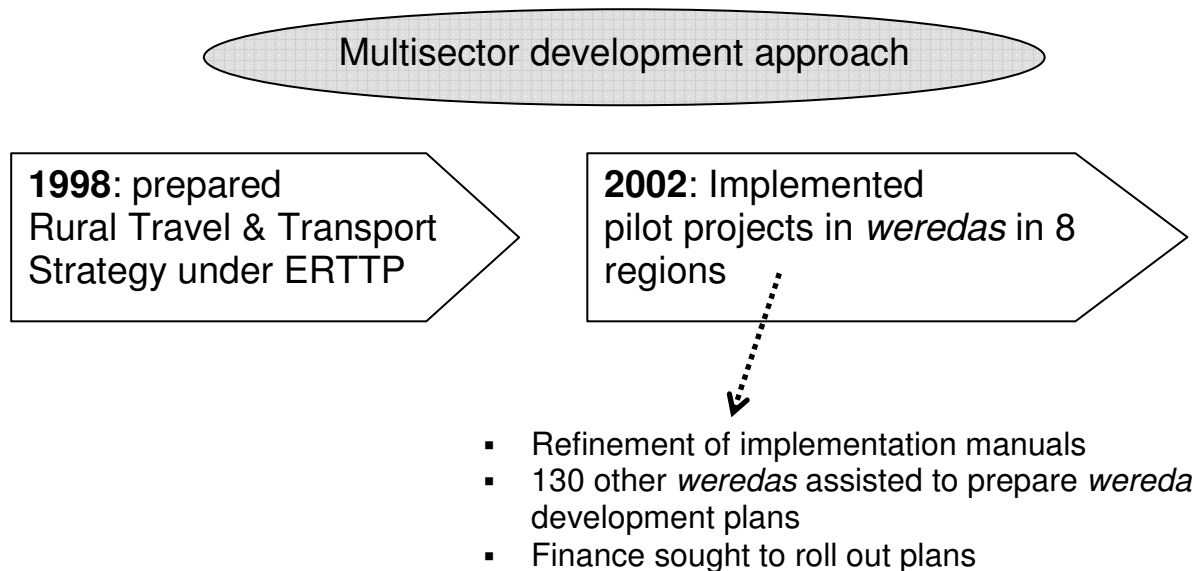 Multisector development approach
1998: prepared
Rural Travel & Transport
Strategy under ERTTP
2002: Implemented
pilot projects in weredas in 8
regions
▪ Refinement of implementation manuals
▪ 130 other weredas assisted to prepare wereda
development plans
▪ Finance sought to roll out plans